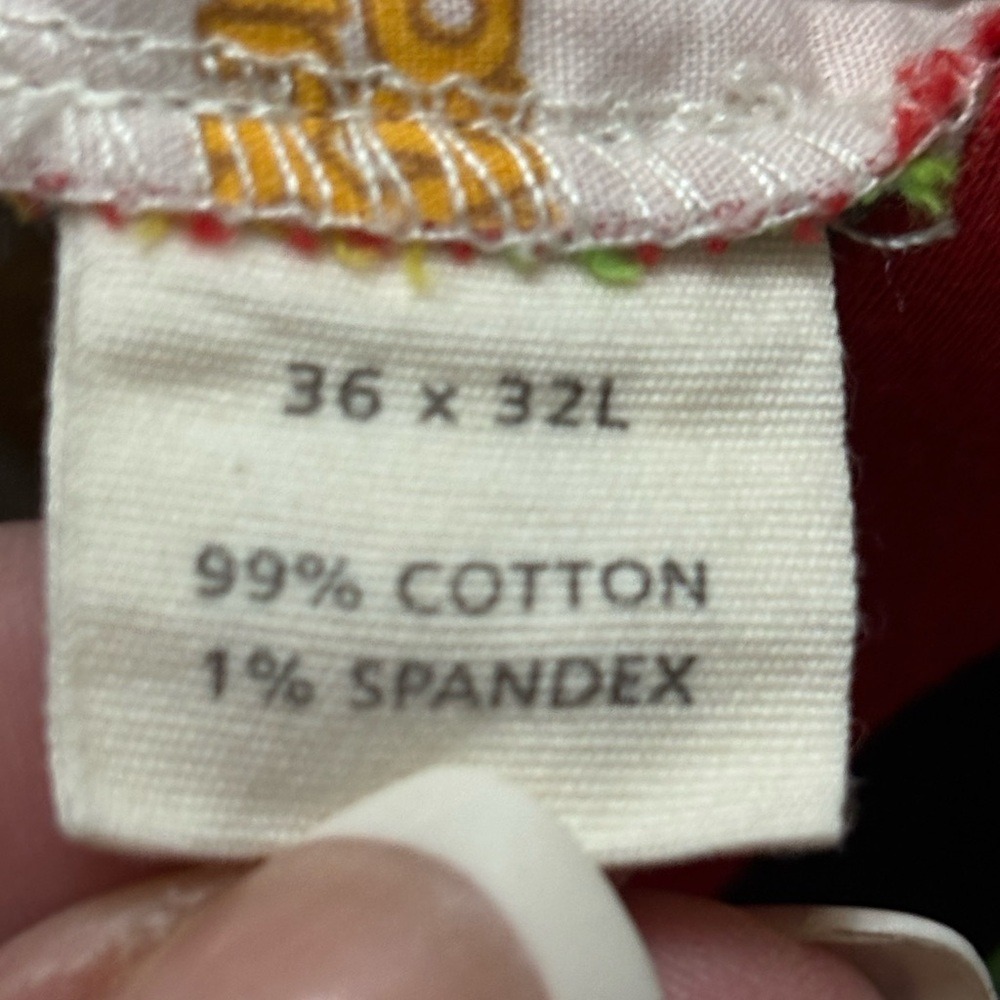 36 x 32L
99% COTTON
1% SPANDEX